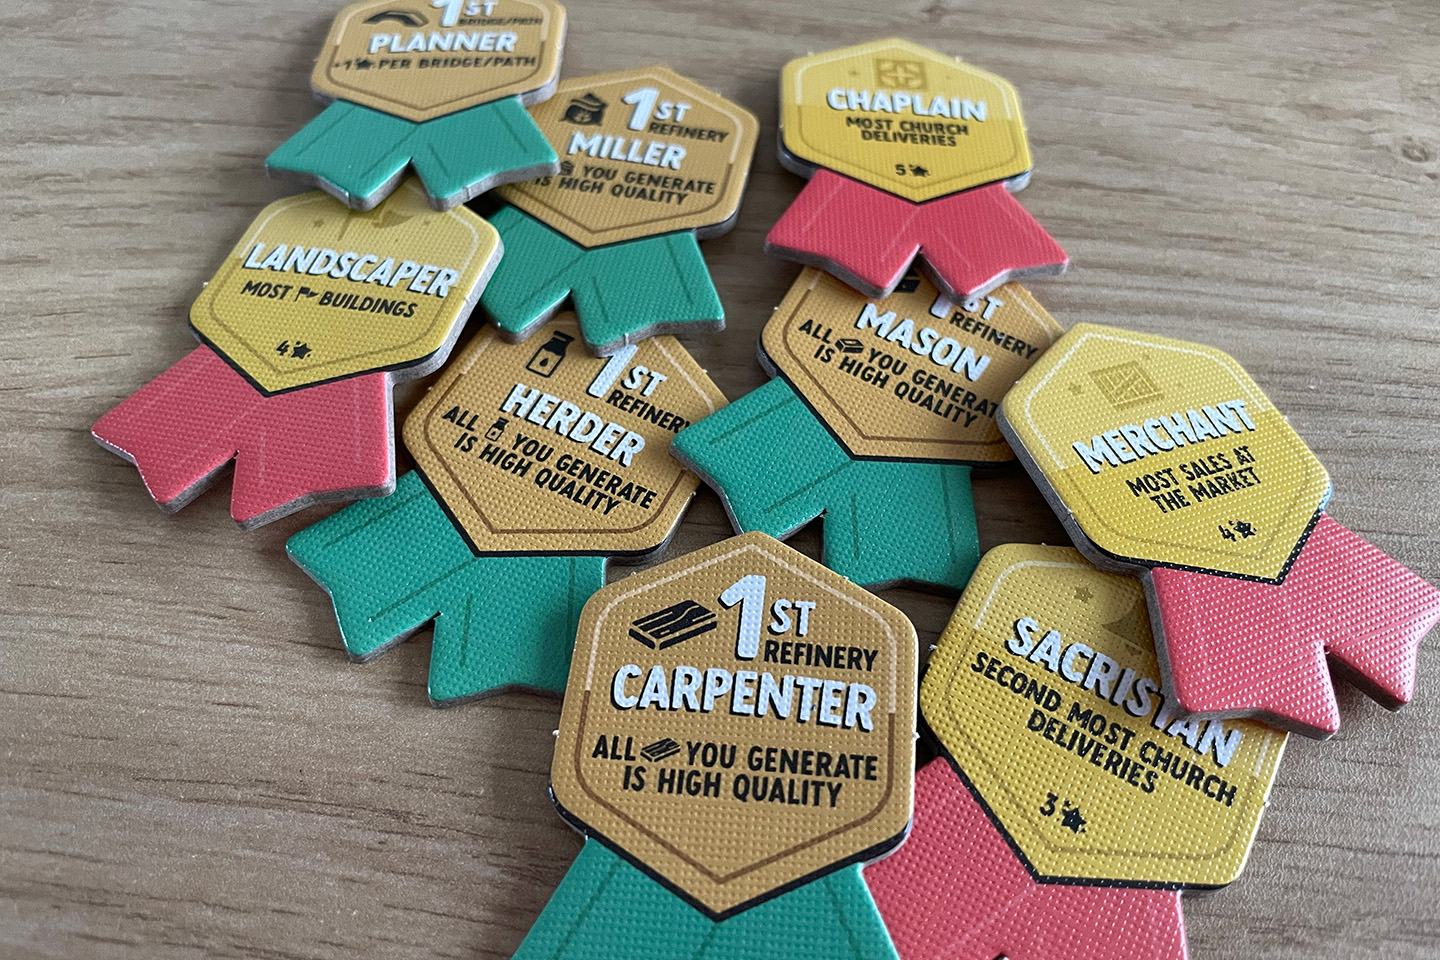 1ST
BRIDGE/PATH
PLANNER
+1 PER BRIDGE/PATH
1ST
REFINERY
MILLER
YOU GENERATE
IS HIGH QUALITY
CHAPLAIN
MOST CHURCH
DELIVERIES
5
LANDSCAPER
MOST BUILDINGS
4
1ST
REFINERY
HERDER
ALL YOU GENERATE
IS HIGH QUALITY
1ST
REFINERY
MASON
ALL YOU GENERATE
IS HIGH QUALITY
MERCHANT
MOST SALES AT
THE MARKET
4
1ST
REFINERY
CARPENTER
ALL YOU GENERATE
IS HIGH QUALITY
SACRISTAN
SECOND MOST CHURCH
DELIVERIES
3